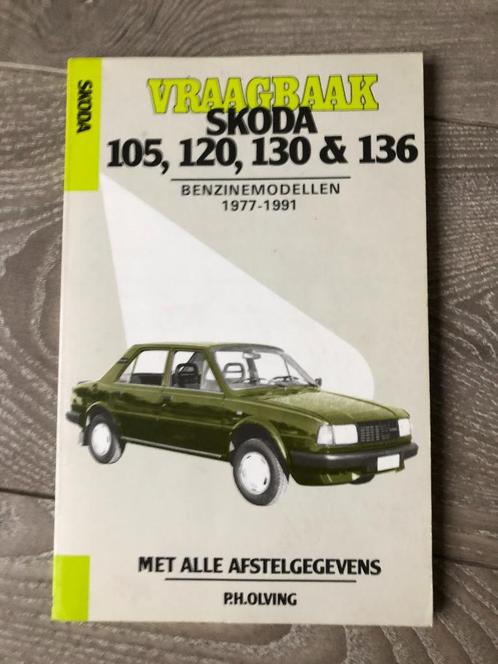 SKODA
VRAAGBAAK
SKODA
105, 120, 130 & 136
BENZINEMODELLEN
1977-1991
MET ALLE AFSTELGEGEVENS
P.H.OLVING